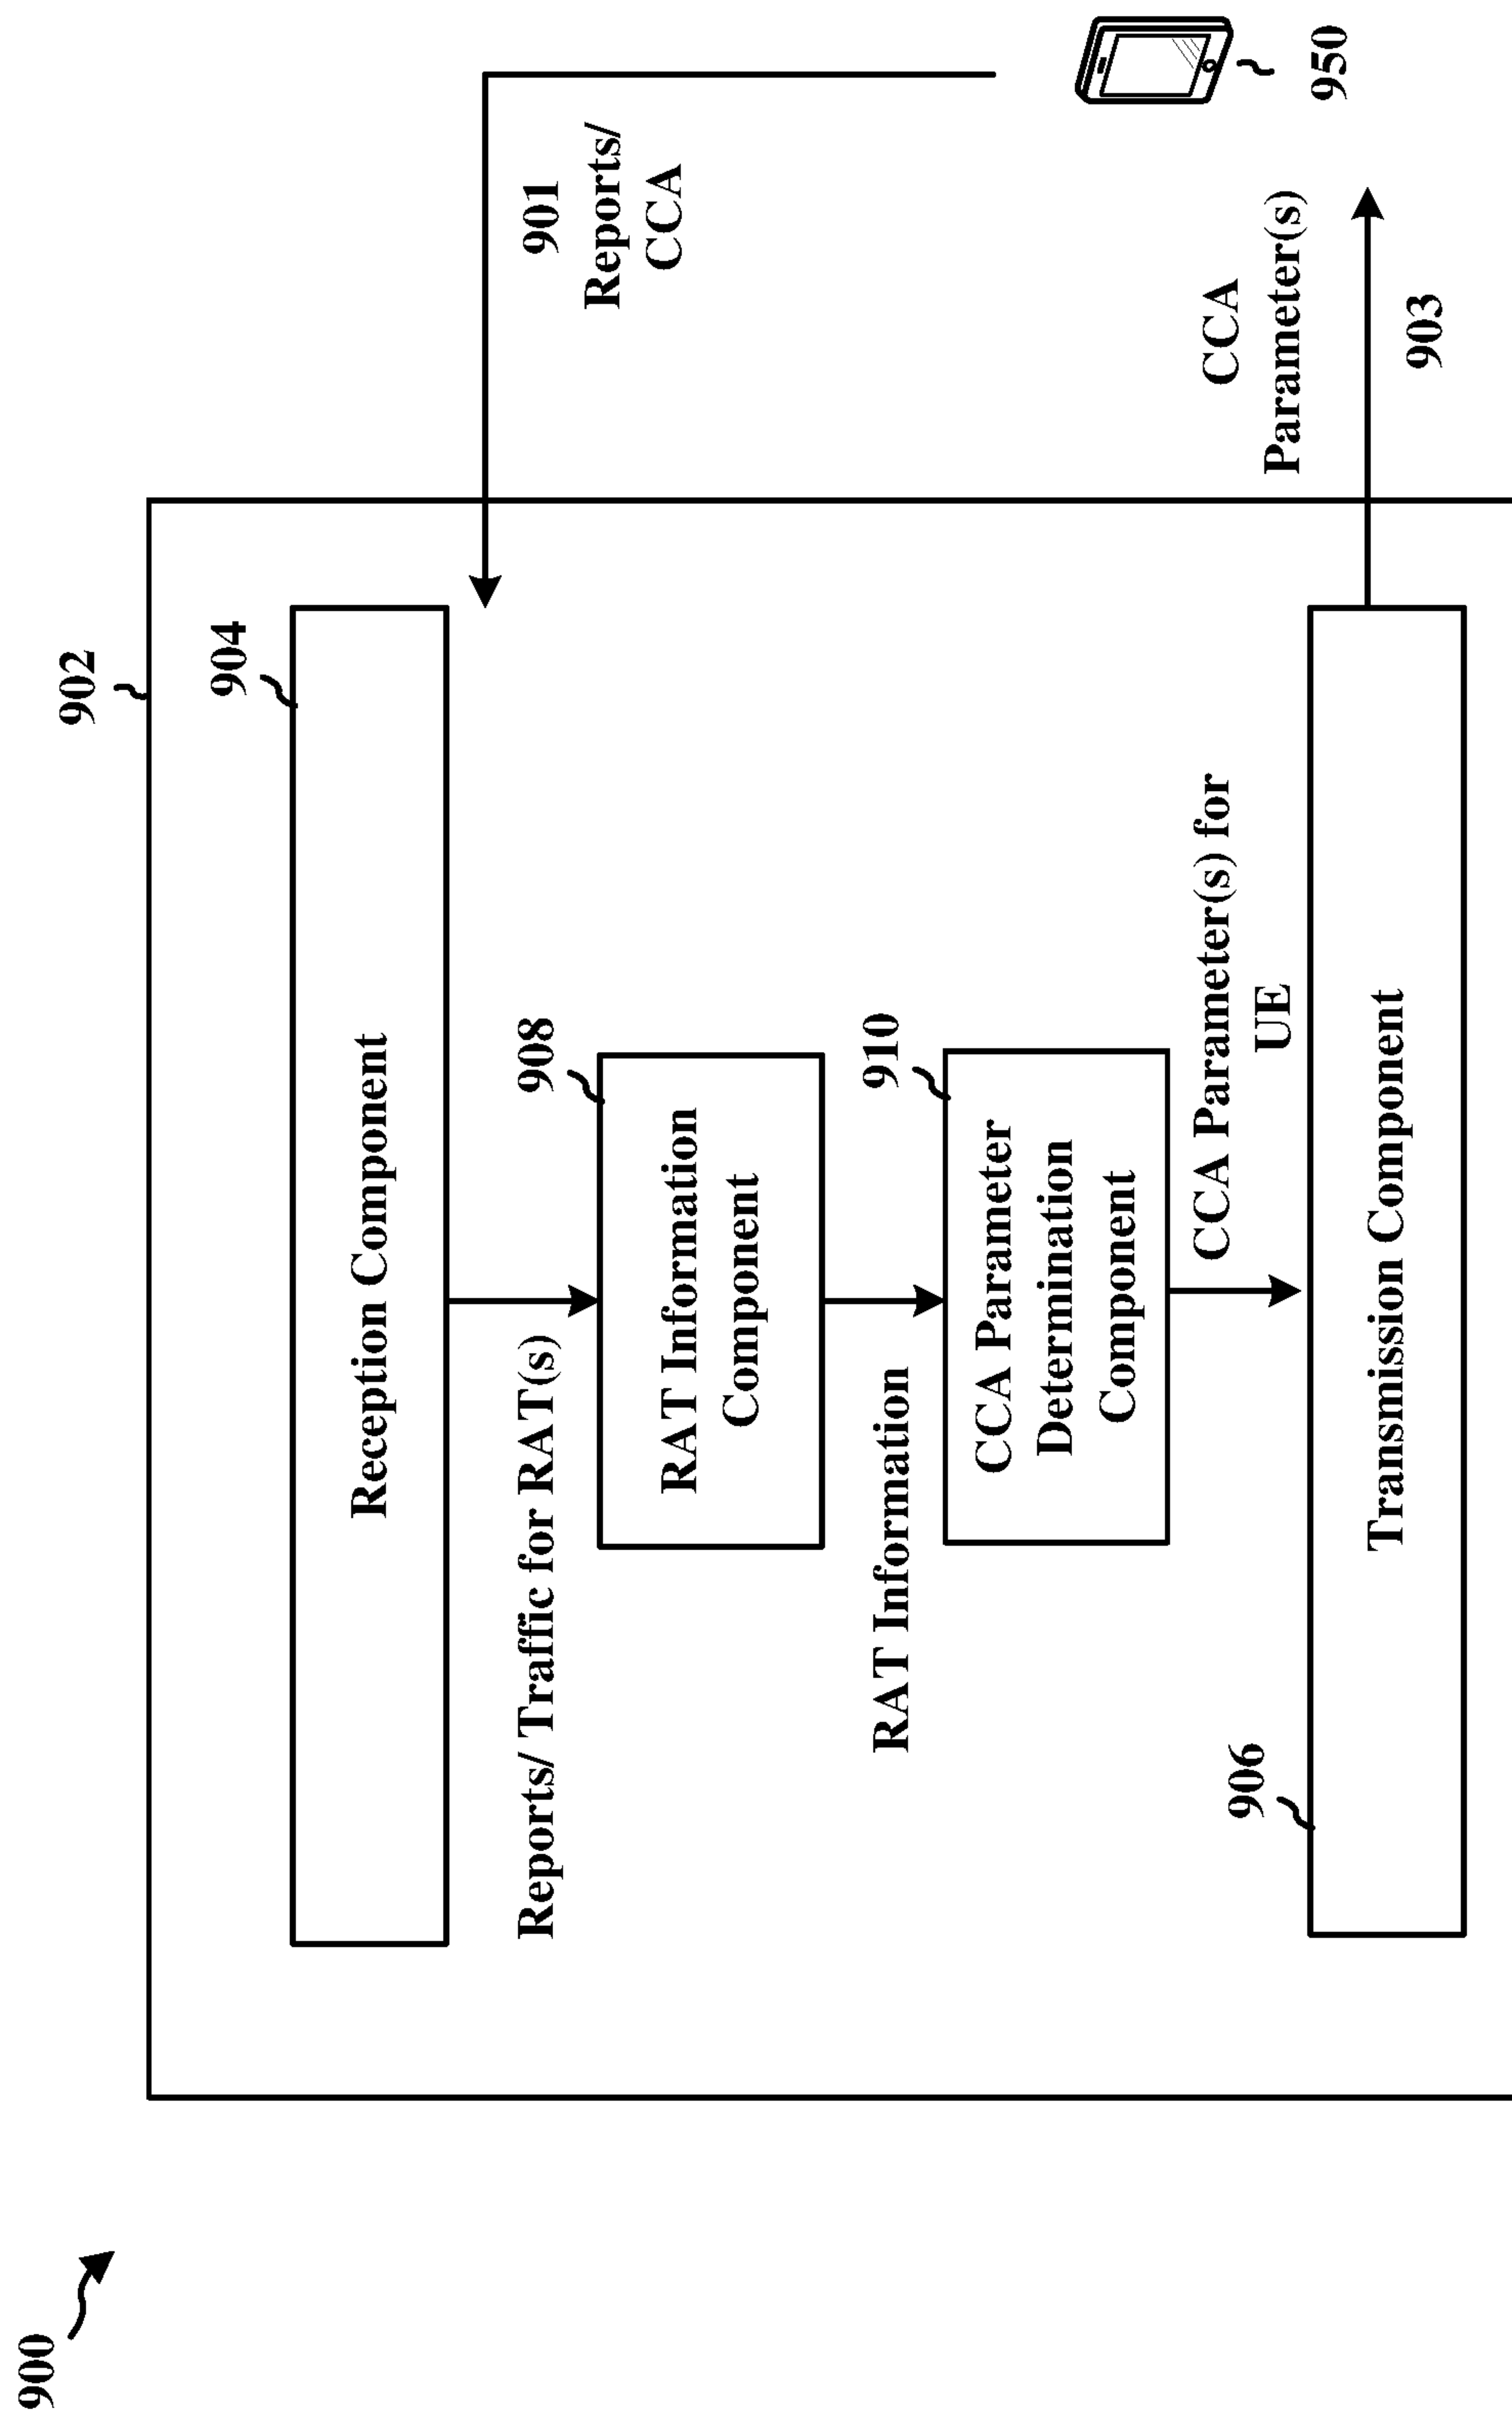 900
902
904
Reception Component
901
Reports/
CCA
Reports/ Traffic for RAT(s)
908
RAT Information
Component
RAT Information
910
CCA Parameter
Determination
Component
CCA Parameter(s) for
UE
CCA
Parameter(s)
903
950
906
Transmission Component